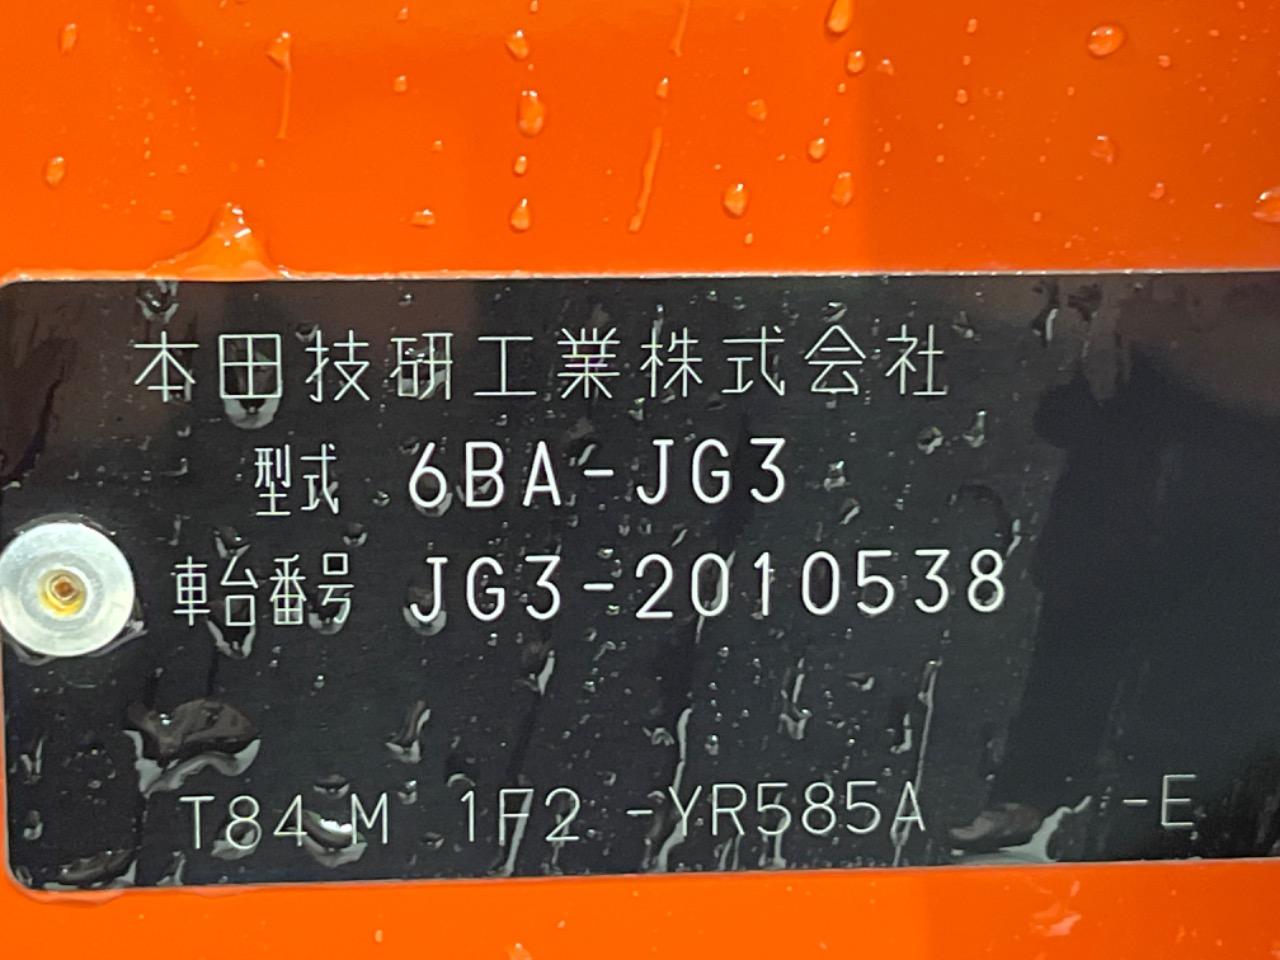 本田技研工業株式会社
型式 6BA-JG3
車台番号 JG3-2010538
T84 M 1F2 -YR585A -E